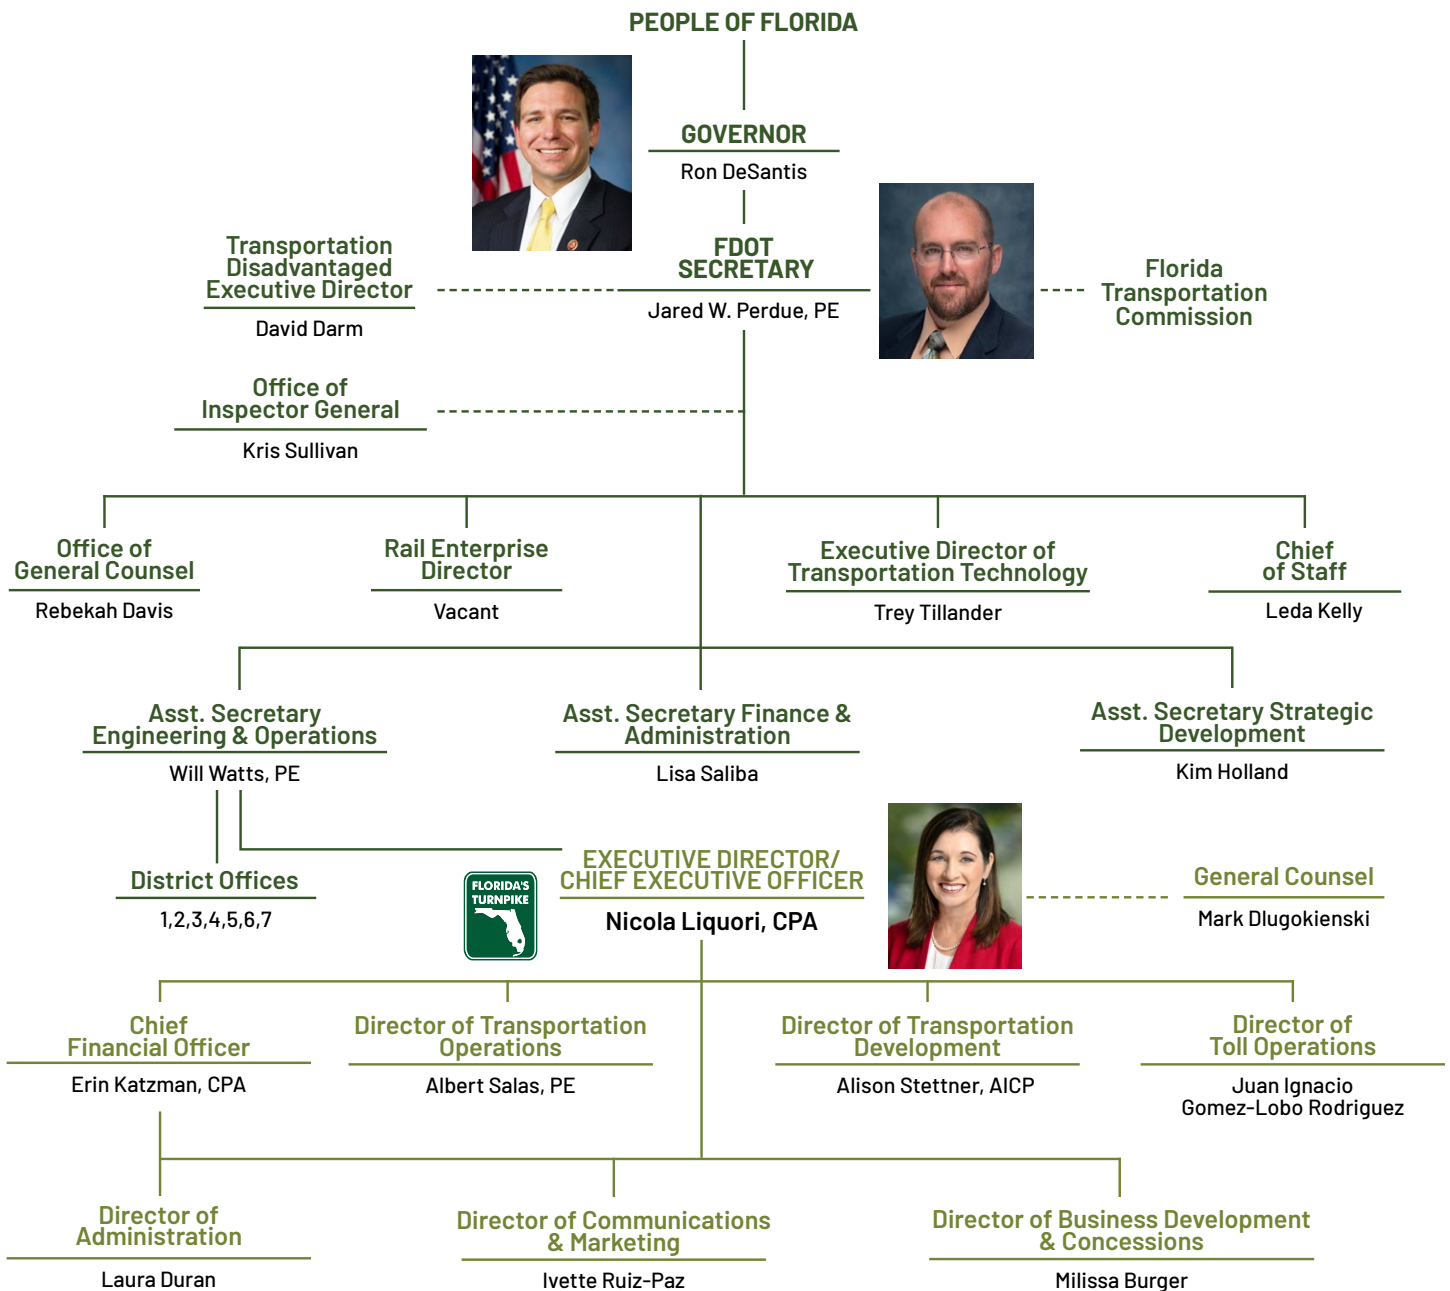 PEOPLE OF FLORIDA
GOVERNOR
Ron DeSantis
Transportation
Disadvantaged
Executive Director
David Darm
FDOT
SECRETARY
Jared W. Perdue, PE
Florida
Transportation
Commission
Office of
Inspector General
Kris Sullivan
Office of
General Counsel
Rebekah Davis
Rail Enterprise
Director
Vacant
Executive Director of
Transportation Technology
Trey Tillander
Chief
of Staff
Leda Kelly
Asst. Secretary
Engineering & Operations
Will Watts, PE
Asst. Secretary Finance &
Administration
Lisa Saliba
Asst. Secretary Strategic
Development
Kim Holland
District Offices
1,2,3,4,5,6,7
FLORIDA'S
TURNPIKE
EXECUTIVE DIRECTOR/
CHIEF EXECUTIVE OFFICER
Nicola Liquori, CPA
General Counsel
Mark Dlugokienski
Chief
Financial Officer
Erin Katzman, CPA
Director of Transportation
Operations
Albert Salas, PE
Director of Transportation
Development
Alison Stettner, AICP
Director of
Toll Operations
Juan Ignacio
Gomez-Lobo Rodriguez
Director of
Administration
Laura Duran
Director of Communications
& Marketing
Ivette Ruiz-Paz
Director of Business Development
& Concessions
Milissa Burger